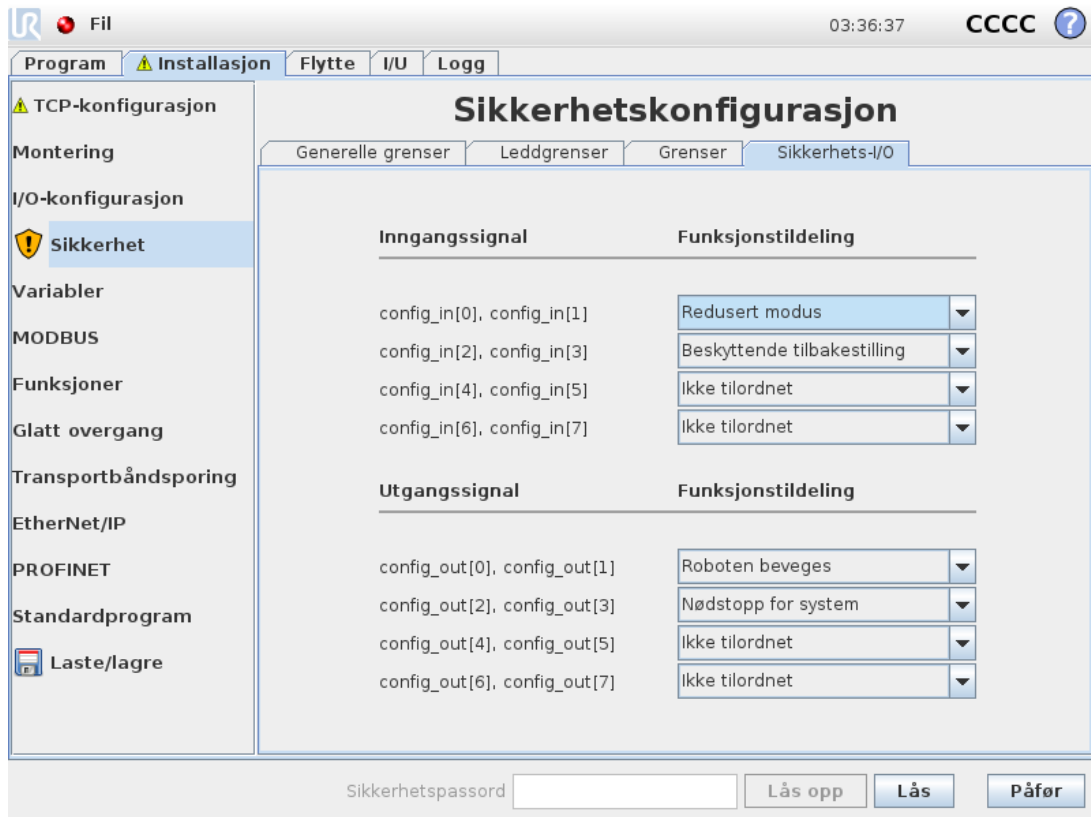 UR Fil 03:36:37 CCCC ?
Program Installasjon Flytte I/U Logg
TCP-konfigurasjon
Montering
I/O-konfigurasjon
Sikkerhet
Variabler
MODBUS
Funksjoner
Glatt overgang
Transportbåndsporing
EtherNet/IP
PROFINET
Standardprogram
Laste/lagre
Sikkerhetskonfigurasjon
Generelle grenser Leddgrenser Grenser Sikkerhets-I/O
Inngangssignal Funksjonstildeling
config_in[0], config_in[1] Redusert modus
config_in[2], config_in[3] Beskyttende tilbakestilling
config_in[4], config_in[5] Ikke tilordnet
config_in[6], config_in[7] Ikke tilordnet
Utgangssignal Funksjonstildeling
config_out[0], config_out[1] Roboten beveges
config_out[2], config_out[3] Nødstopp for system
config_out[4], config_out[5] Ikke tilordnet
config_out[6], config_out[7] Ikke tilordnet
Sikkerhetspassord Lås opp Lås Påfør